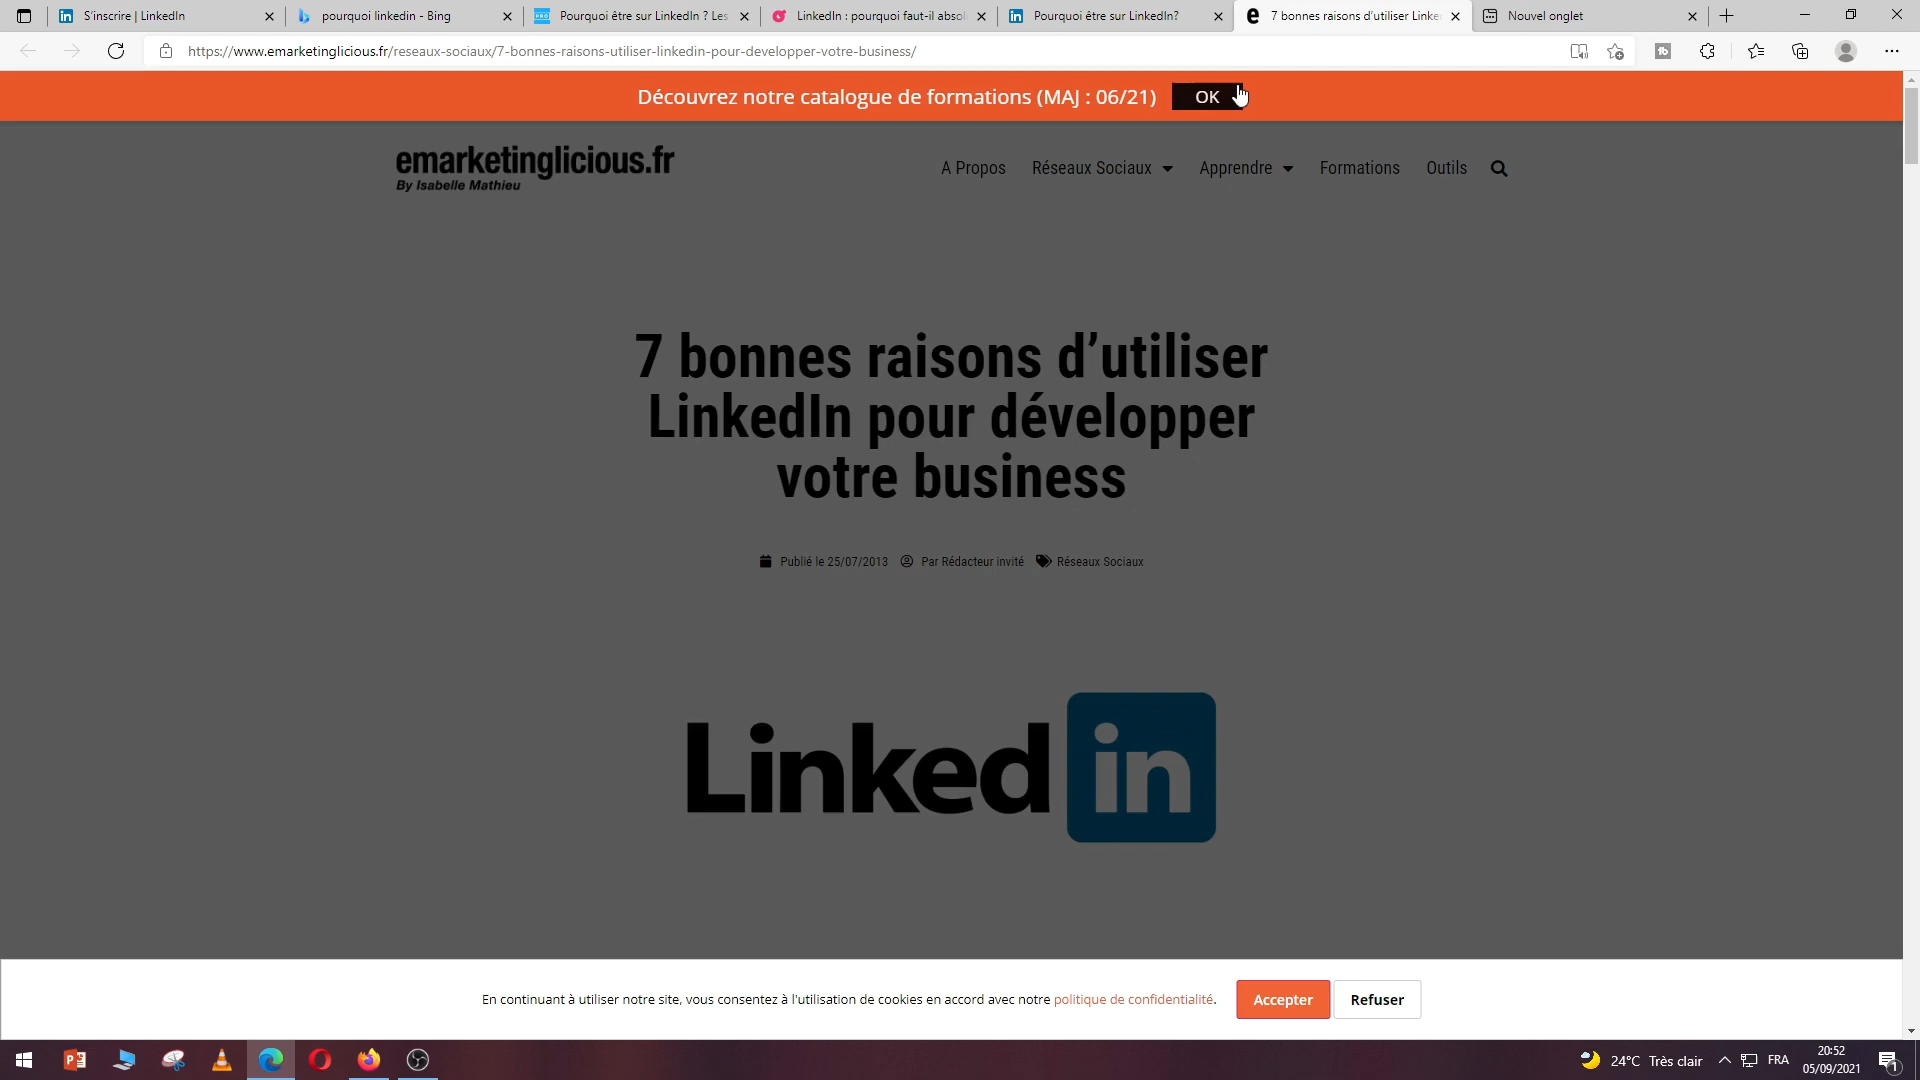 S'inscrire | LinkedIn
pourquoi linkedin - Bing
Pourquoi être sur LinkedIn ? Les
LinkedIn : pourquoi faut-il absol
Pourquoi être sur LinkedIn?
7 bonnes raisons d'utiliser Linke
Nouvel onglet
https://www.emarketinglicious.fr/reseaux-sociaux/7-bonnes-raisons-utiliser-linkedin-pour-developper-votre-business/
Découvrez notre catalogue de formations (MAJ : 06/21)
OK
emarketinglicious.fr
By Isabelle Mathieu
A Propos
Réseaux Sociaux
Apprendre
Formations
Outils
7 bonnes raisons d’utiliser
LinkedIn pour développer
votre business
Publié le 25/07/2013
Par Rédacteur invité
Réseaux Sociaux
Linked in
En continuant à utiliser notre site, vous consentez à l'utilisation de cookies en accord avec notre politique de confidentialité.
Accepter
Refuser
24°C Très clair
FRA
20:52
05/09/2021
1